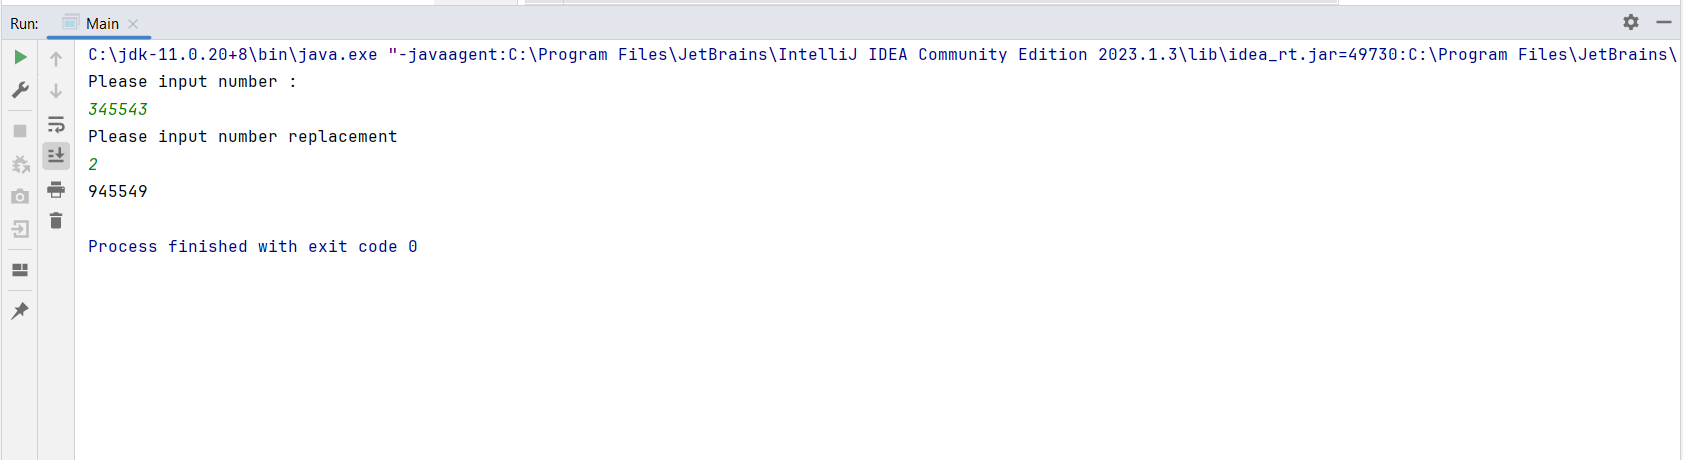 Run: Main
C:\jdk-11.0.20+8\bin\java.exe "-javaagent:C:\Program Files\JetBrains\IntelliJ IDEA Community Edition 2023.1.3\lib\idea_rt.jar=49730:C:\Program Files\JetBrains\
Please input number :
345543
Please input number replacement
2
945549
Process finished with exit code 0